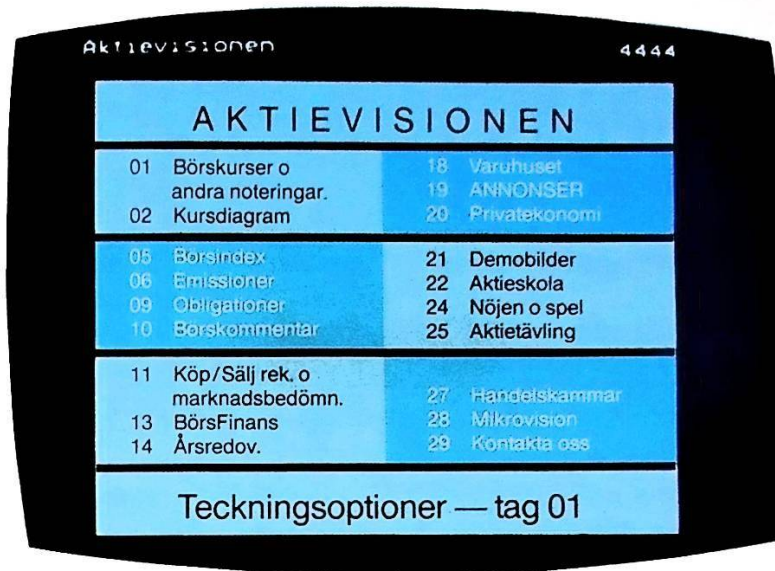 Aktievisionen 4444
AKTIEVISIONEN
01 Börskurser o
andra noteringar.
02 Kursdiagram
18 Varuhuset
19 ANNONSER
20 Privatekonomi
05 Börsindex
06 Emissioner
09 Obligationer
10 Börskommentar
21 Demobilder
22 Aktieskola
24 Nöjen o spel
25 Aktietävling
11 Köp/Sälj rek. o
marknadsbedömn.
13 BörsFinans
14 Årsredov.
27 Handelskammar
28 Mikrovision
29 Kontakta oss
Teckningsoptioner — tag 01